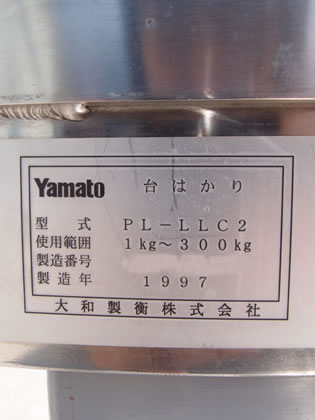 Yamato 台はかり
型式 PL-LLC2
使用範囲 1kg～300kg
製造番号
製造年 1997
大和製衡株式会社